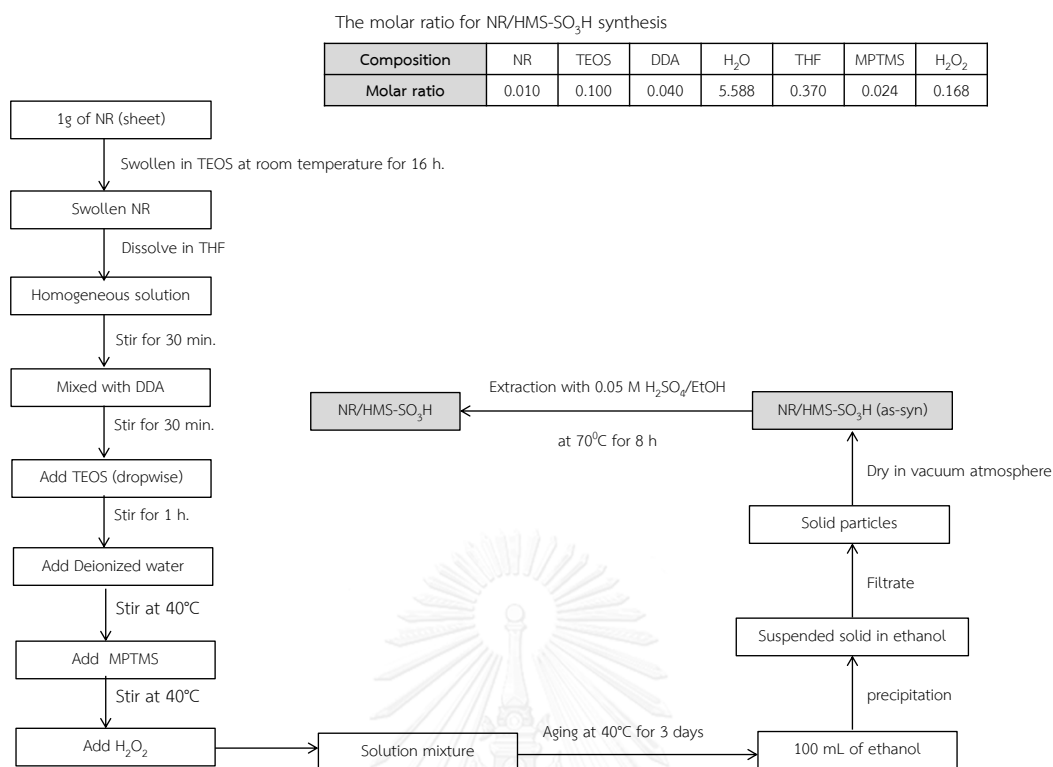 The molar ratio for NR/HMS-SO₃H synthesis
Composition NR TEOS DDA H₂O THF MPTMS H₂O₂
Molar ratio 0.010 0.100 0.040 5.588 0.370 0.024 0.168
1g of NR (sheet)
Swollen in TEOS at room temperature for 16 h.
Swollen NR
Dissolve in THF
Homogeneous solution
Stir for 30 min.
Mixed with DDA
Stir for 30 min.
Add TEOS (dropwise)
Stir for 1 h.
Add Deionized water
Stir at 40°C
Add MPTMS
Stir at 40°C
Add H₂O₂
Solution mixture
Aging at 40°C for 3 days
100 mL of ethanol
precipitation
Suspended solid in ethanol
Filtrate
Solid particles
Dry in vacuum atmosphere
NR/HMS-SO₃H (as-syn)
Extraction with 0.05 M H₂SO₄/EtOH
at 70⁰C for 8 h
NR/HMS-SO₃H